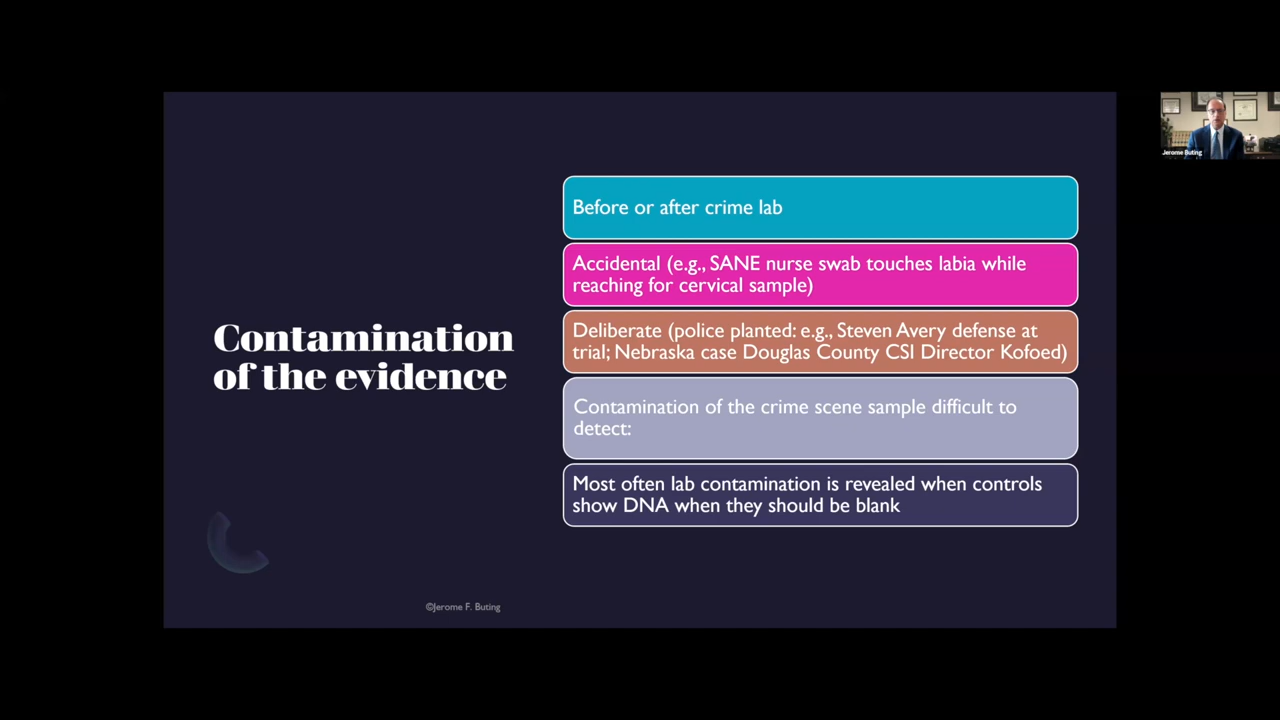 Contamination
of the evidence
Before or after crime lab
Accidental (e.g., SANE nurse swab touches labia while
reaching for cervical sample)
Deliberate (police planted: e.g., Steven Avery defense at
trial; Nebraska case Douglas County CSI Director Kofoed)
Contamination of the crime scene sample difficult to
detect:
Most often lab contamination is revealed when controls
show DNA when they should be blank
©Jerome F. Buting
Jerome Buting